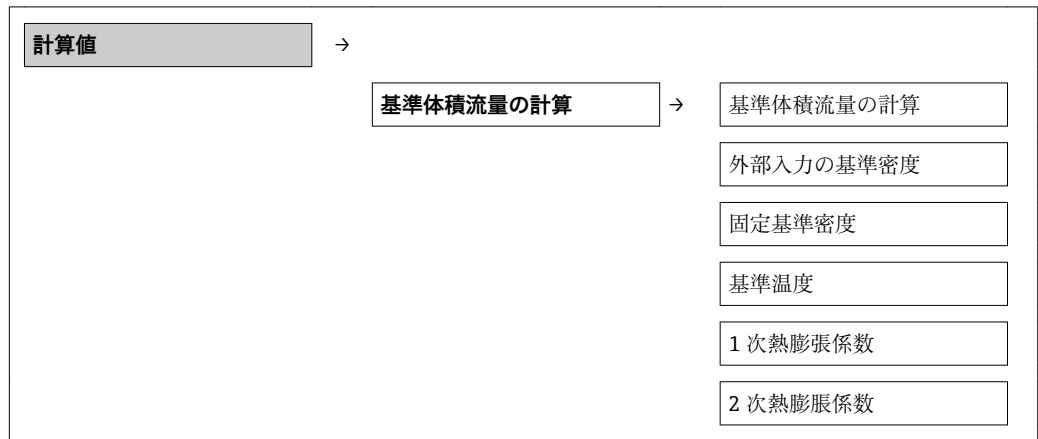 計算値 →
基準体積流量の計算 → 基準体積流量の計算
外部入力の基準密度
固定基準密度
基準温度
1 次熱膨張係数
2 次熱膨脹係数